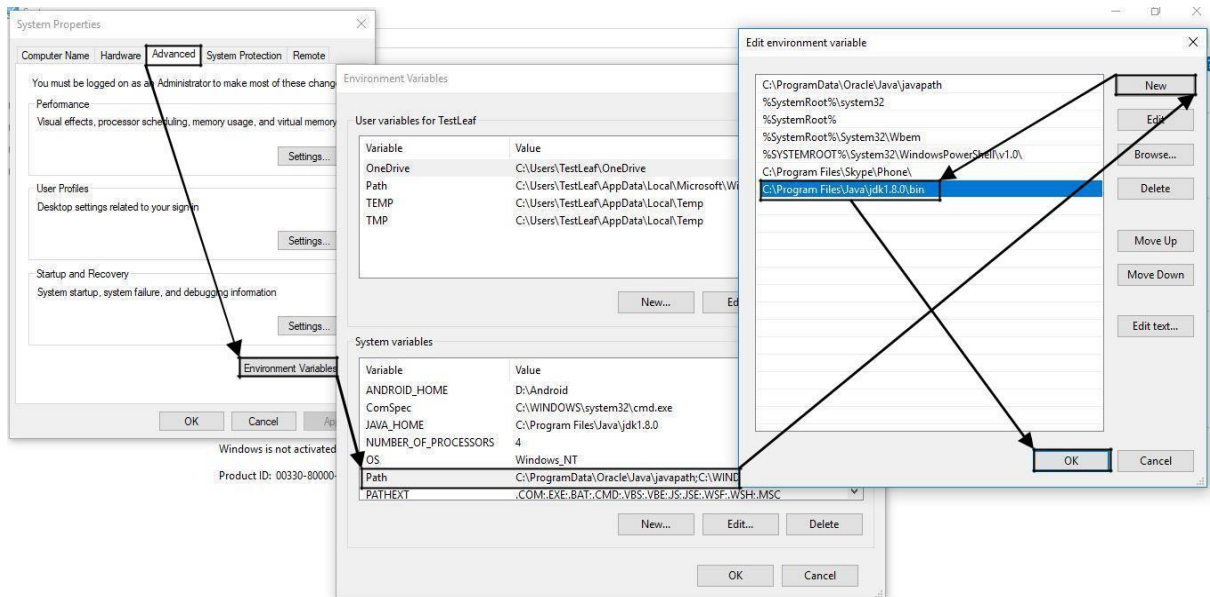 System Properties
Computer Name Hardware Advanced System Protection Remote
You must be logged on as an Administrator to make most of these chang
Performance
Visual effects, processor scheduling, memory usage, and virtual memory
Settings...
User Profiles
Desktop settings related to your sign-in
Settings...
Startup and Recovery
System startup, system failure, and debugging information
Settings...
Environment Variables
OK Cancel Ap
Windows is not activated
Product ID: 00330-80000-
Environment Variables
User variables for TestLeaf
Variable Value
OneDrive C:\Users\TestLeaf\OneDrive
Path C:\Users\TestLeaf\AppData\Local\Microsoft\Wi
TEMP C:\Users\TestLeaf\AppData\Local\Temp
TMP C:\Users\TestLeaf\AppData\Local\Temp
New... Ed
System variables
Variable Value
ANDROID_HOME D:\Android
ComSpec C:\WINDOWS\system32\cmd.exe
JAVA_HOME C:\Program Files\Java\jdk1.8.0
NUMBER_OF_PROCESSORS 4
OS Windows_NT
Path C:\ProgramData\Oracle\Java\javapath;C:\WIND
PATHEXT .COM;.EXE;.BAT;.CMD;.VBS;.VBE;.JS;.JSE;.WSF;.WSH;.MSC
New... Edit... Delete
OK Cancel
Edit environment variable
C:\ProgramData\Oracle\Java\javapath
%SystemRoot%\system32
%SystemRoot%
%SystemRoot%\System32\Wbem
%SYSTEMROOT%\System32\WindowsPowerShell\v1.0\
C:\Program Files\Skype\Phone\
C:\Program Files\Java\jdk1.8.0\bin
New
Edit
Browse...
Delete
Move Up
Move Down
Edit text...
OK Cancel